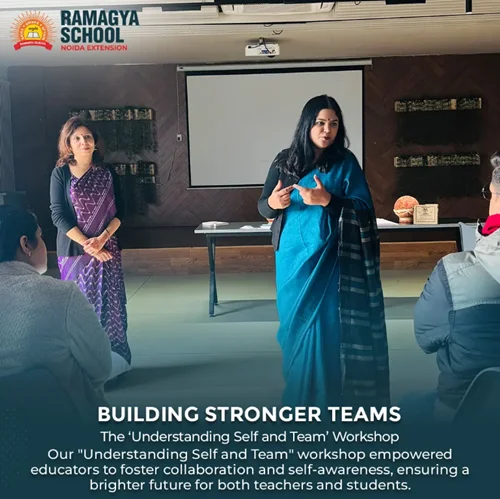 RAMAGYA
SCHOOL
NOIDA EXTENSION
BUILDING STRONGER TEAMS
The ‘Understanding Self and Team’ Workshop
Our "Understanding Self and Team" workshop empowered
educators to foster collaboration and self-awareness, ensuring a
brighter future for both teachers and students.